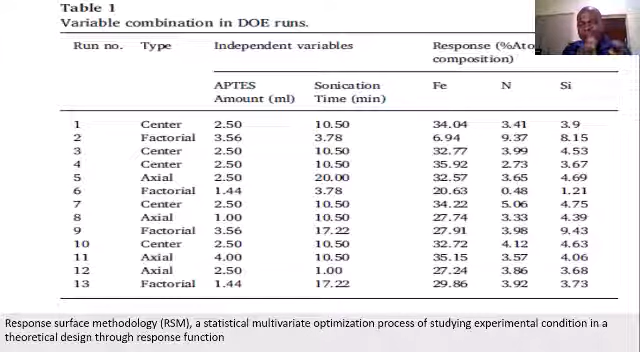 Table 1
Variable combination in DOE runs.
Run no. Type Independent variables Response (%Ato
composition)
APTES Sonication Fe N Si
Amount (ml) Time (min)
1 Center 2.50 10.50 34.04 3.41 3.9
2 Factorial 3.56 3.78 6.94 9.37 8.15
3 Center 2.50 10.50 32.77 3.99 4.53
4 Center 2.50 10.50 35.92 2.73 3.67
5 Axial 2.50 20.00 32.57 3.65 4.69
6 Factorial 1.44 3.78 20.63 0.48 1.21
7 Center 2.50 10.50 34.22 5.06 4.75
8 Axial 1.00 10.50 27.74 3.33 4.39
9 Factorial 3.56 17.22 27.91 3.98 9.43
10 Center 2.50 10.50 32.72 4.12 4.63
11 Axial 4.00 10.50 35.15 3.57 4.06
12 Axial 2.50 1.00 27.24 3.86 3.68
13 Factorial 1.44 17.22 29.86 3.92 3.73
Response surface methodology (RSM), a statistical multivariate optimization process of studying experimental condition in a
theoretical design through response function